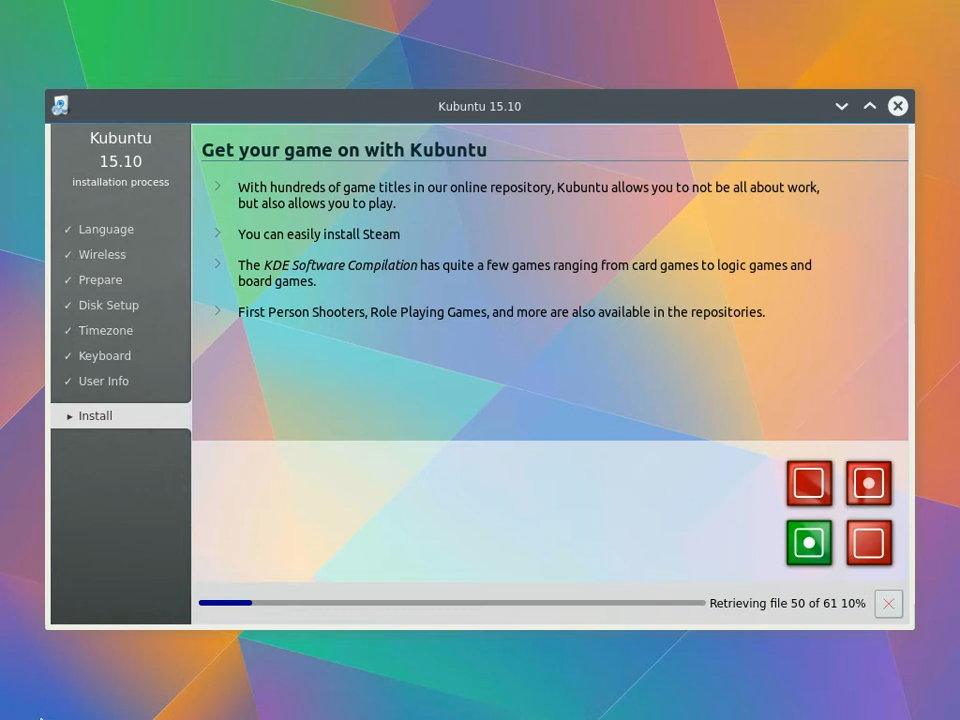 Kubuntu 15.10
Kubuntu
15.10
installation process
✓ Language
✓ Wireless
✓ Prepare
✓ Disk Setup
✓ Timezone
✓ Keyboard
✓ User Info
▸ Install
Get your game on with Kubuntu
With hundreds of game titles in our online repository, Kubuntu allows you to not be all about work,
but also allows you to play.
You can easily install Steam
The KDE Software Compilation has quite a few games ranging from card games to logic games and
board games.
First Person Shooters, Role Playing Games, and more are also available in the repositories.
Retrieving file 50 of 61 10%